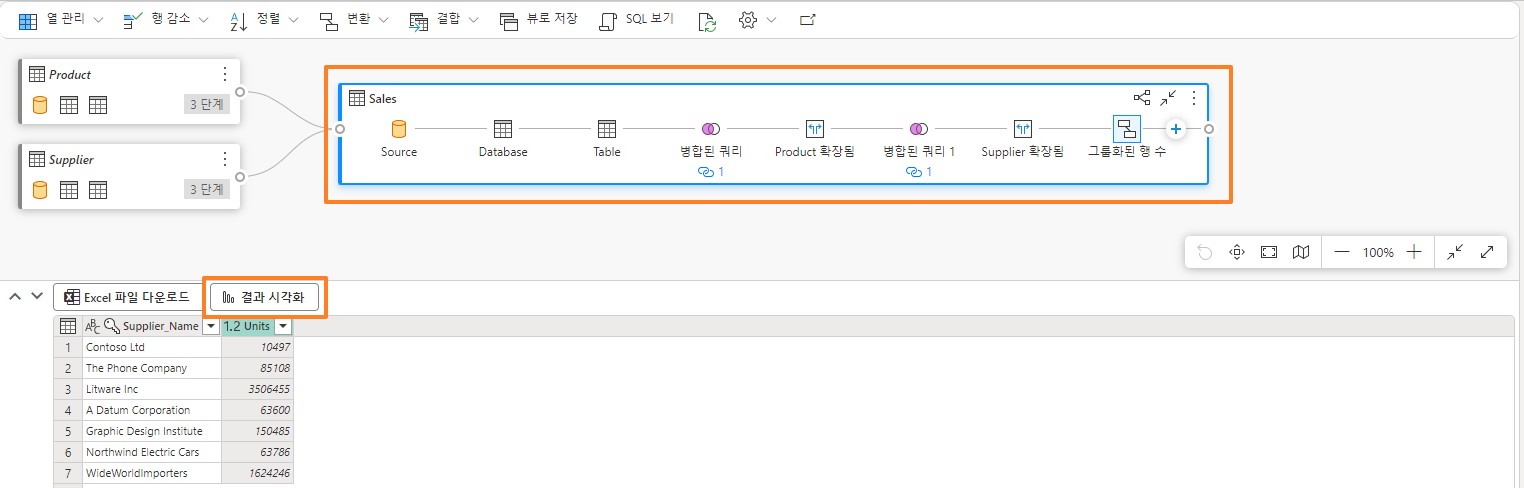 열 관리 행 감소 정렬 변환 결합 뷰로 저장 SQL 보기
Product
3 단계
Supplier
3 단계
Sales
Source Database Table 병합된 쿼리 Product 확장됨 병합된 쿼리 1 Supplier 확장됨 그룹화된 행 수
1 1
100%
Excel 파일 다운로드 결과 시각화
Supplier_Name 1.2 Units
1 Contoso Ltd 10497
2 The Phone Company 85108
3 Litware Inc 3506455
4 A Datum Corporation 63600
5 Graphic Design Institute 150485
6 Northwind Electric Cars 63786
7 WideWorldImporters 1624246